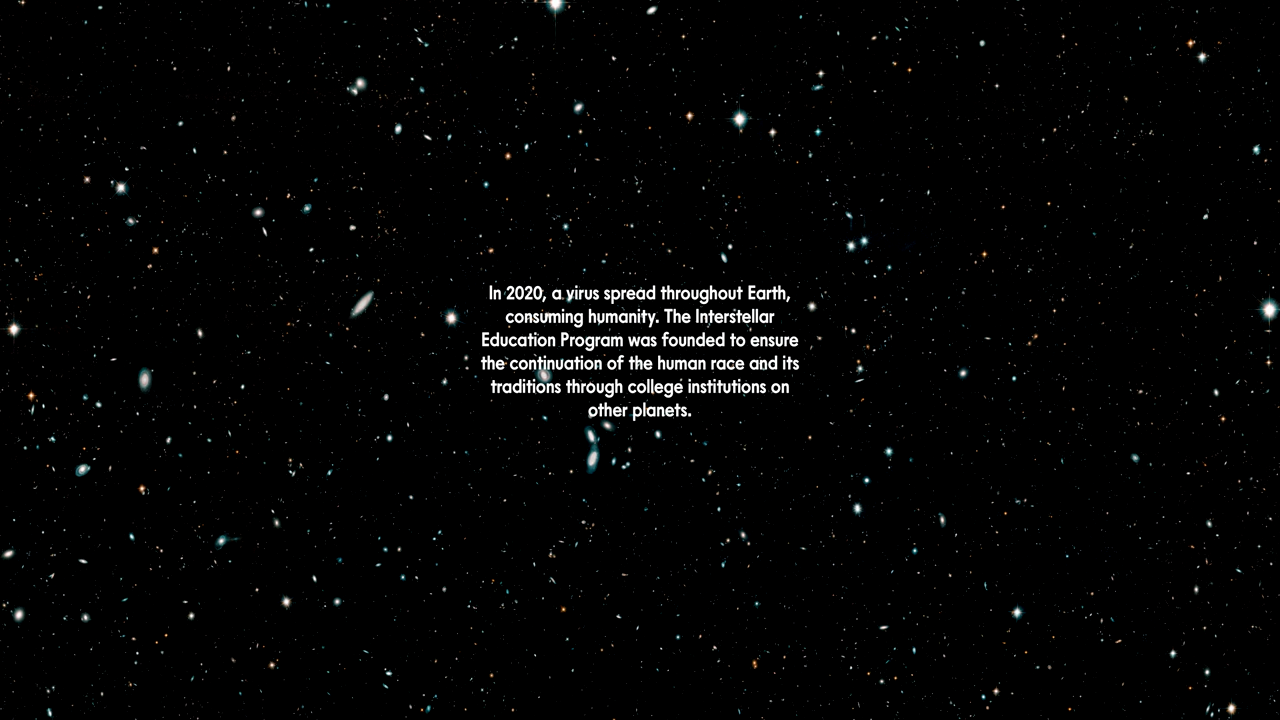 In 2020, a virus spread throughout Earth,
consuming humanity. The Interstellar
Education Program was founded to ensure
the continuation of the human race and its
traditions through college institutions on
other planets.